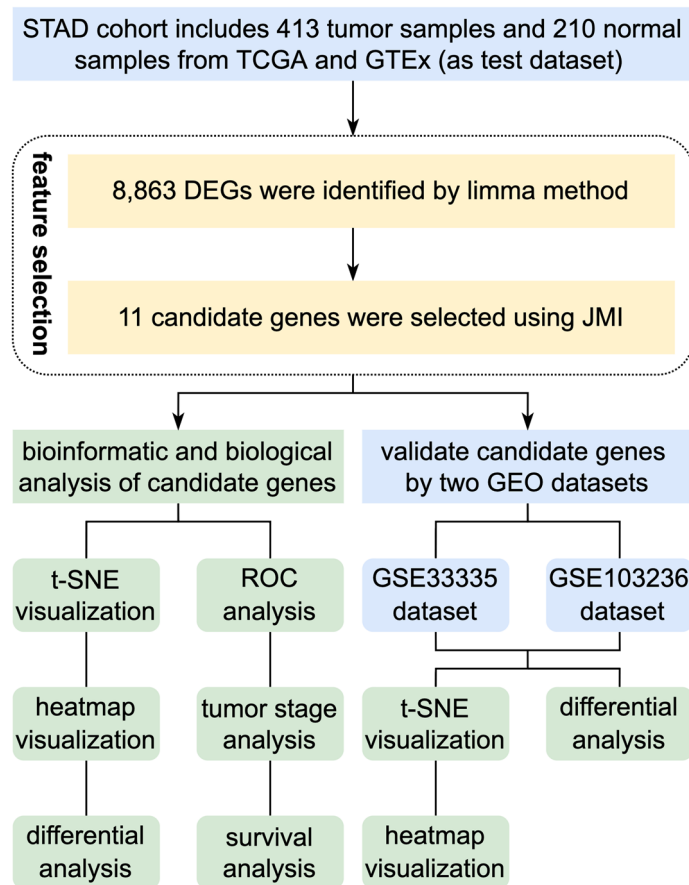 STAD cohort includes 413 tumor samples and 210 normal
samples from TCGA and GTEx (as test dataset)
feature selection
8,863 DEGs were identified by limma method
11 candidate genes were selected using JMI
bioinformatic and biological
analysis of candidate genes
validate candidate genes
by two GEO datasets
t-SNE
visualization
ROC
analysis
GSE33335
dataset
GSE103236
dataset
heatmap
visualization
tumor stage
analysis
t-SNE
visualization
differential
analysis
differential
analysis
survival
analysis
heatmap
visualization